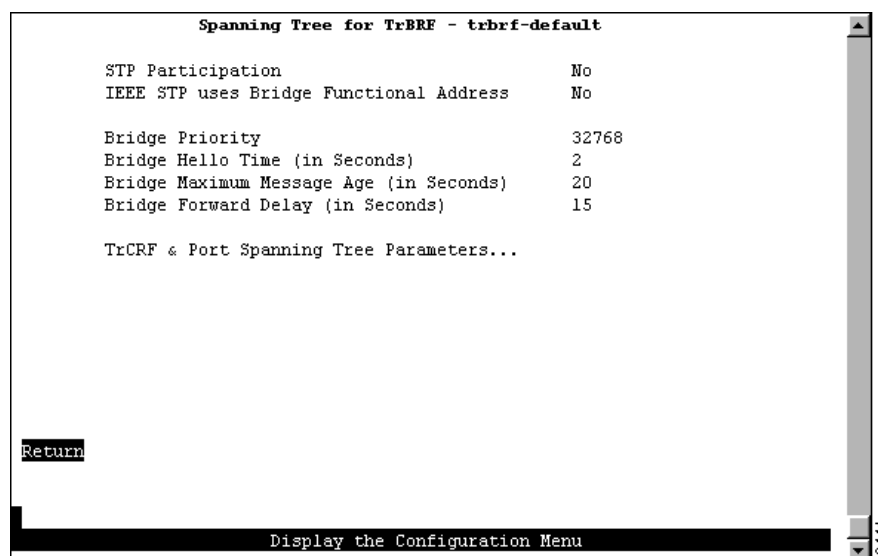 Spanning Tree for TrBRF - trbrf-default
STP Participation No
IEEE STP uses Bridge Functional Address No
Bridge Priority 32768
Bridge Hello Time (in Seconds) 2
Bridge Maximum Message Age (in Seconds) 20
Bridge Forward Delay (in Seconds) 15
TrCRF & Port Spanning Tree Parameters...
Return
Display the Configuration Menu